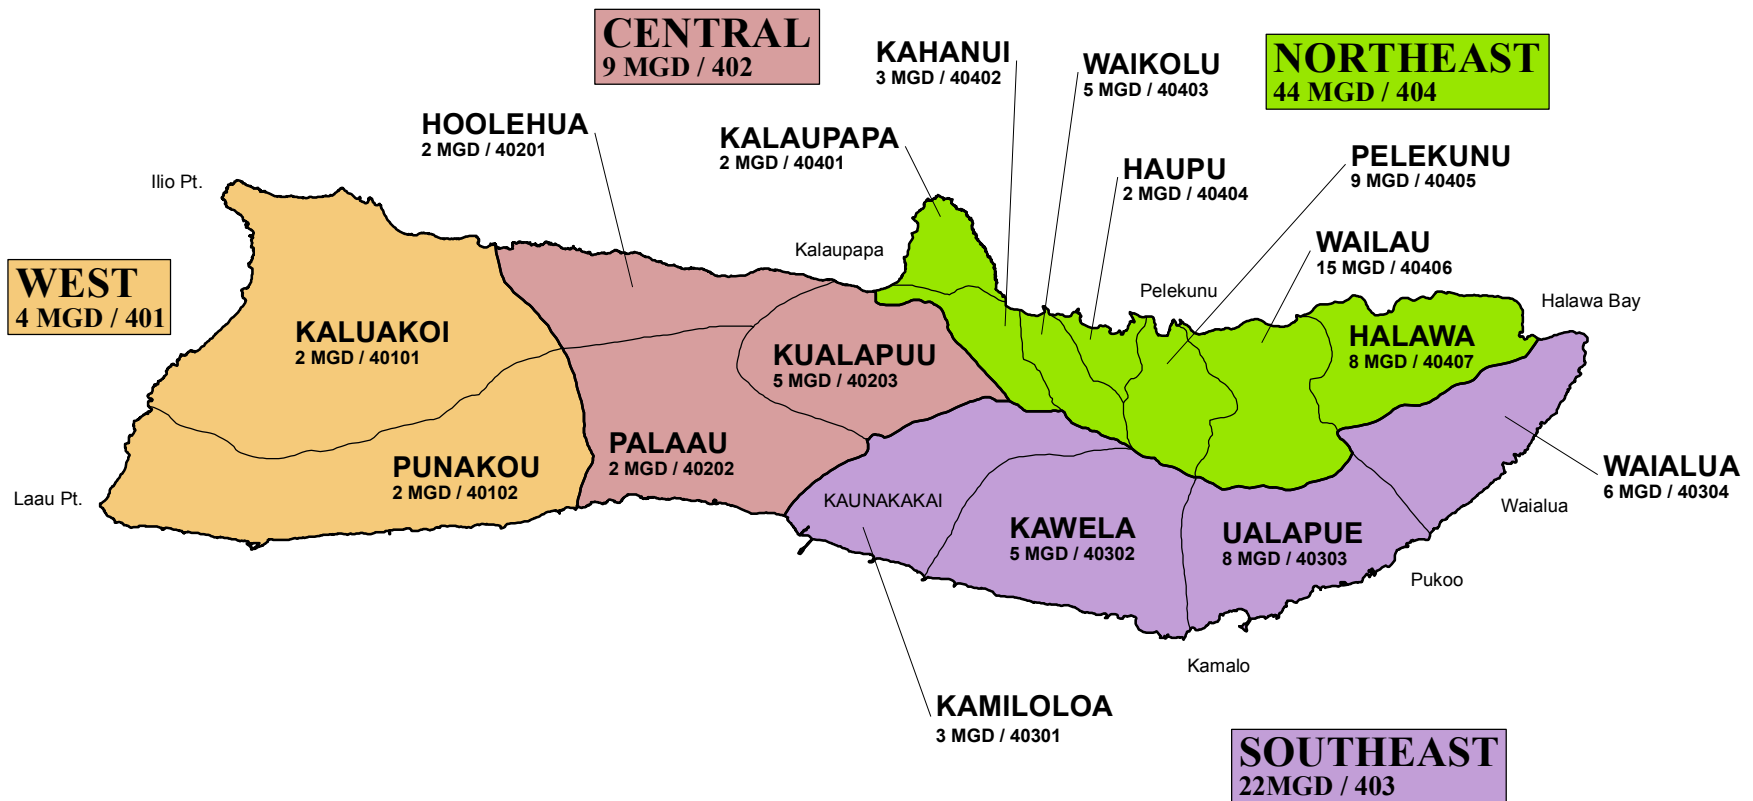 CENTRAL
9 MGD / 402
KAHANUI
3 MGD / 40402
WAIKOLU
5 MGD / 40403
NORTHEAST
44 MGD / 404
HOOLEHUA
2 MGD / 40201
KALAUPAPA
2 MGD / 40401
HAUPU
2 MGD / 40404
PELEKUNU
9 MGD / 40405
Ilio Pt.
Kalaupapa
WAILAU
15 MGD / 40406
Pelekunu
Halawa Bay
WEST
4 MGD / 401
KALUAKOI
2 MGD / 40101
KUALAPUU
5 MGD / 40203
HALAWA
8 MGD / 40407
PUNAKOU
2 MGD / 40102
PALAAU
2 MGD / 40202
WAIALUA
6 MGD / 40304
Laau Pt.
KAUNAKAKAI
Waialua
KAWELA
5 MGD / 40302
UALAPUE
8 MGD / 40303
Pukoo
Kamalo
KAMILOLOA
3 MGD / 40301
SOUTHEAST
22MGD / 403